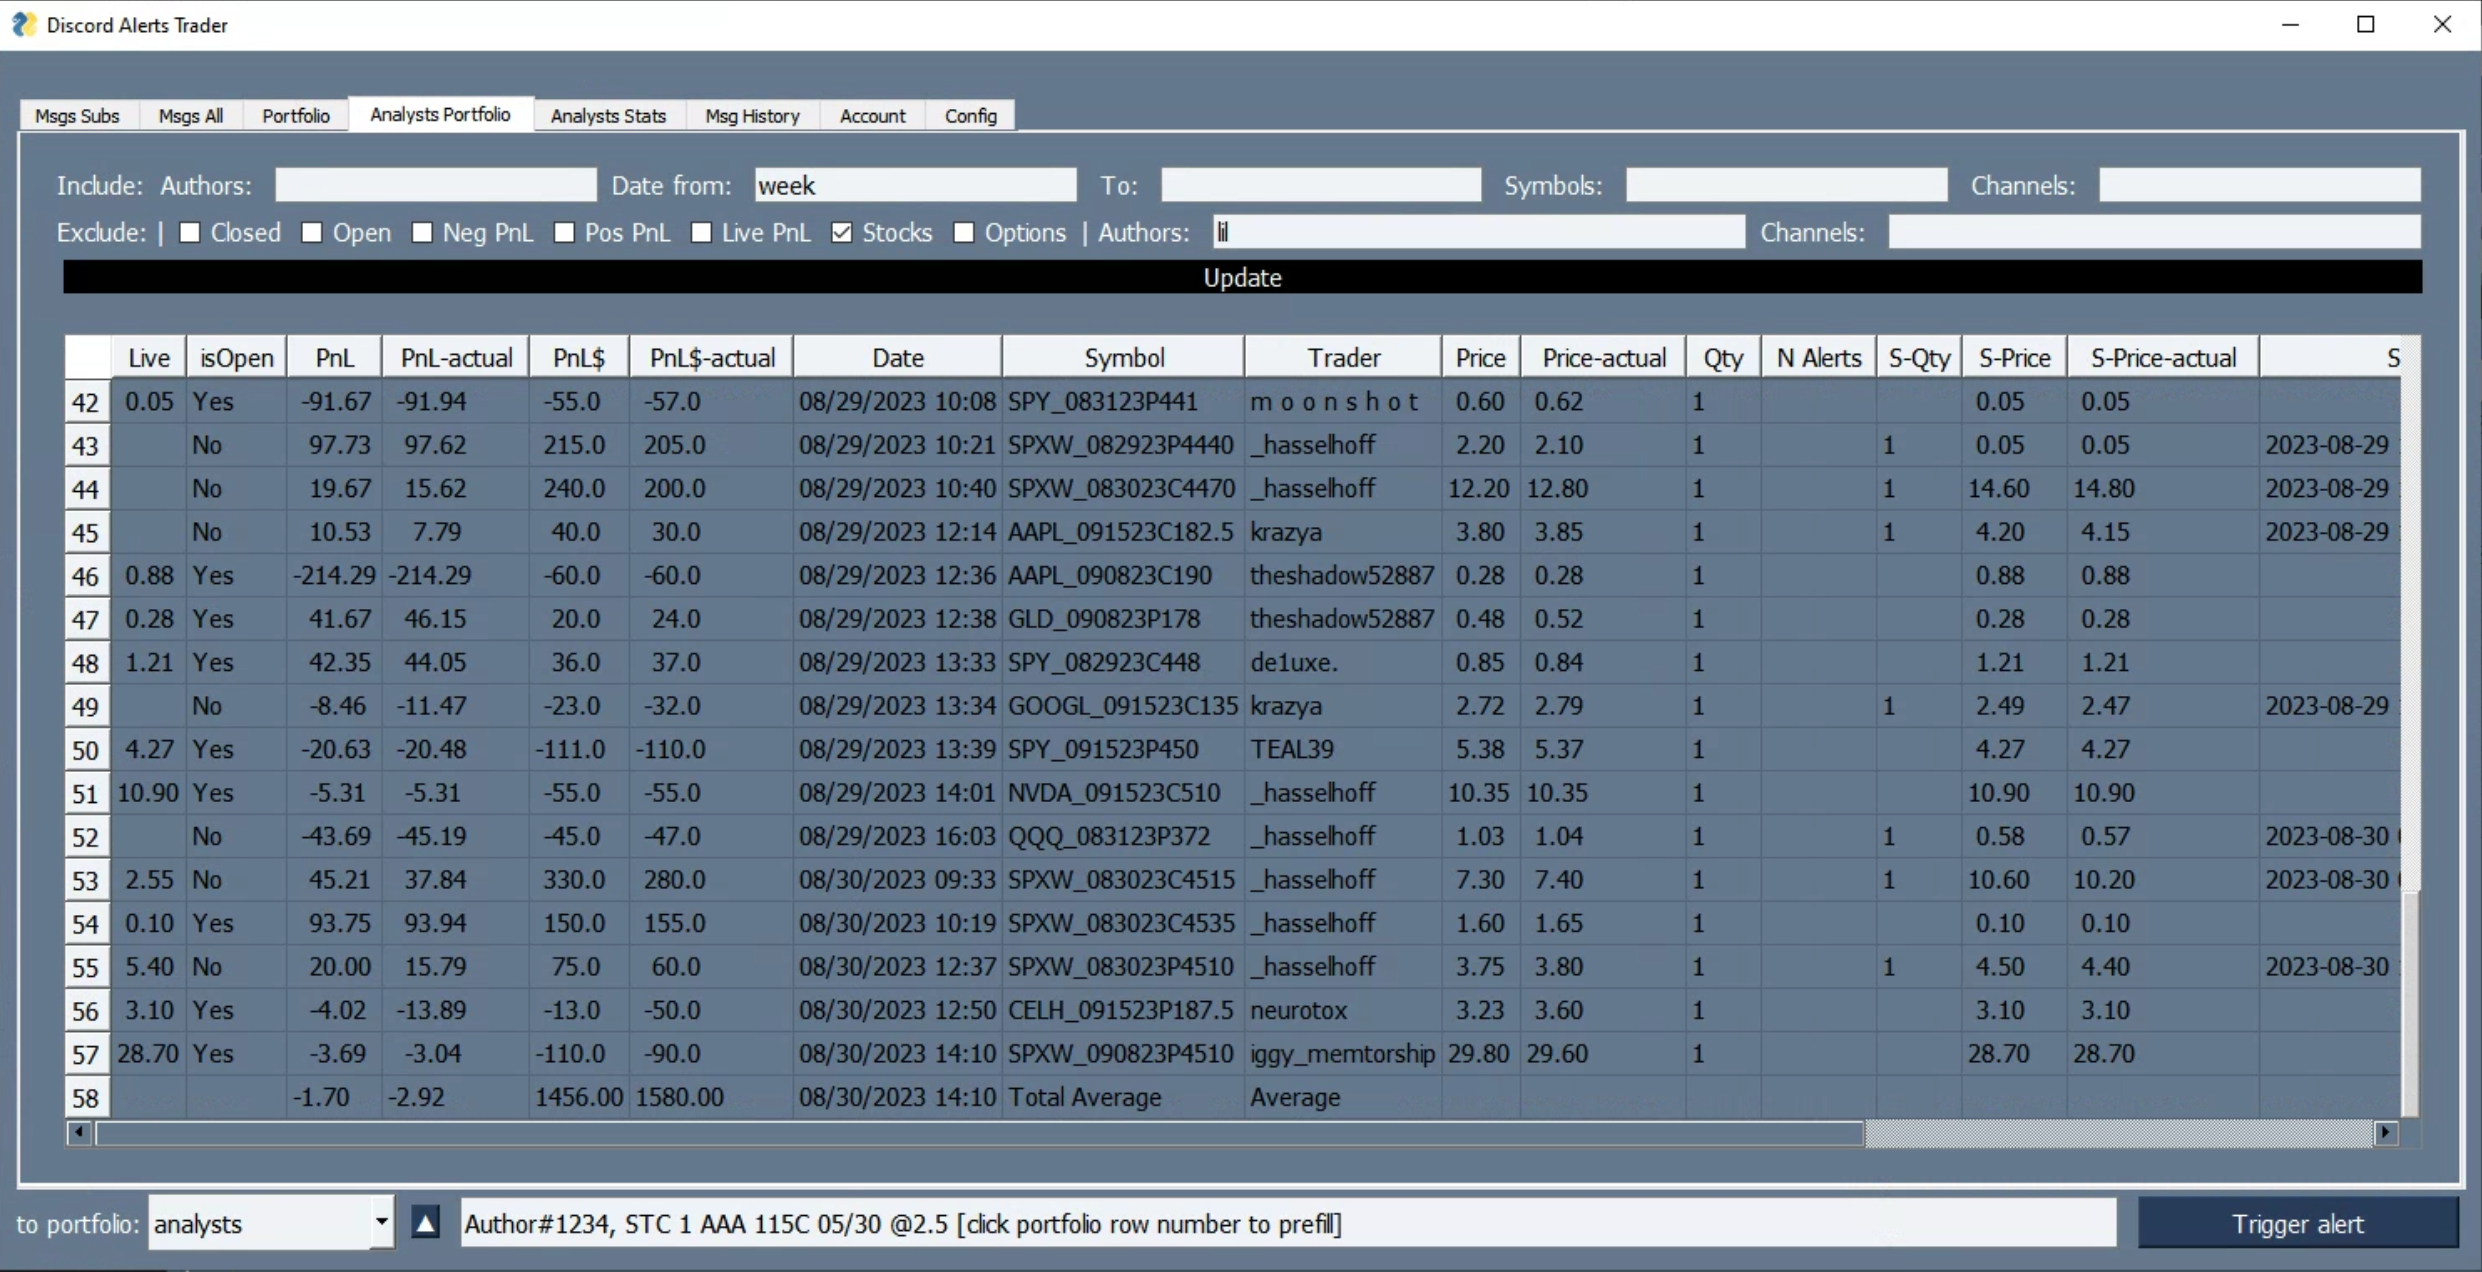 Discord Alerts Trader
Msgs Subs Msgs All Portfolio Analysts Portfolio Analysts Stats Msg History Account Config
Include: Authors: Date from: week To: Symbols: Channels:
Exclude: | Closed Open Neg PnL Pos PnL Live PnL Stocks Options | Authors: lil Channels:
Update
Live isOpen PnL PnL-actual PnL$ PnL$-actual Date Symbol Trader Price Price-actual Qty N Alerts S-Qty S-Price S-Price-actual S
42 0.05 Yes -91.67 -91.94 -55.0 -57.0 08/29/2023 10:08 SPY_083123P441 m o o n s h o t 0.60 0.62 1 0.05 0.05
43 No 97.73 97.62 215.0 205.0 08/29/2023 10:21 SPXW_082923P4440 _hasselhoff 2.20 2.10 1 1 0.05 0.05 2023-08-29
44 No 19.67 15.62 240.0 200.0 08/29/2023 10:40 SPXW_083023C4470 _hasselhoff 12.20 12.80 1 1 14.60 14.80 2023-08-29
45 No 10.53 7.79 40.0 30.0 08/29/2023 12:14 AAPL_091523C182.5 krazya 3.80 3.85 1 1 4.20 4.15 2023-08-29
46 0.88 Yes -214.29 -214.29 -60.0 -60.0 08/29/2023 12:36 AAPL_090823C190 theshadow52887 0.28 0.28 1 0.88 0.88
47 0.28 Yes 41.67 46.15 20.0 24.0 08/29/2023 12:38 GLD_090823P178 theshadow52887 0.48 0.52 1 0.28 0.28
48 1.21 Yes 42.35 44.05 36.0 37.0 08/29/2023 13:33 SPY_082923C448 de1uxe. 0.85 0.84 1 1.21 1.21
49 No -8.46 -11.47 -23.0 -32.0 08/29/2023 13:34 GOOGL_091523C135 krazya 2.72 2.79 1 1 2.49 2.47 2023-08-29
50 4.27 Yes -20.63 -20.48 -111.0 -110.0 08/29/2023 13:39 SPY_091523P450 TEAL39 5.38 5.37 1 4.27 4.27
51 10.90 Yes -5.31 -5.31 -55.0 -55.0 08/29/2023 14:01 NVDA_091523C510 _hasselhoff 10.35 10.35 1 10.90 10.90
52 No -43.69 -45.19 -45.0 -47.0 08/29/2023 16:03 QQQ_083123P372 _hasselhoff 1.03 1.04 1 1 0.58 0.57 2023-08-30
53 2.55 No 45.21 37.84 330.0 280.0 08/30/2023 09:33 SPXW_083023C4515 _hasselhoff 7.30 7.40 1 1 10.60 10.20 2023-08-30
54 0.10 Yes 93.75 93.94 150.0 155.0 08/30/2023 10:19 SPXW_083023C4535 _hasselhoff 1.60 1.65 1 0.10 0.10
55 5.40 No 20.00 15.79 75.0 60.0 08/30/2023 12:37 SPXW_083023P4510 _hasselhoff 3.75 3.80 1 1 4.50 4.40 2023-08-30
56 3.10 Yes -4.02 -13.89 -13.0 -50.0 08/30/2023 12:50 CELH_091523P187.5 neurotox 3.23 3.60 1 3.10 3.10
57 28.70 Yes -3.69 -3.04 -110.0 -90.0 08/30/2023 14:10 SPXW_090823P4510 iggy_memtorship 29.80 29.60 1 28.70 28.70
58 -1.70 -2.92 1456.00 1580.00 08/30/2023 14:10 Total Average Average
to portfolio: analysts Author#1234, STC 1 AAA 115C 05/30 @2.5 [click portfolio row number to prefill] Trigger alert